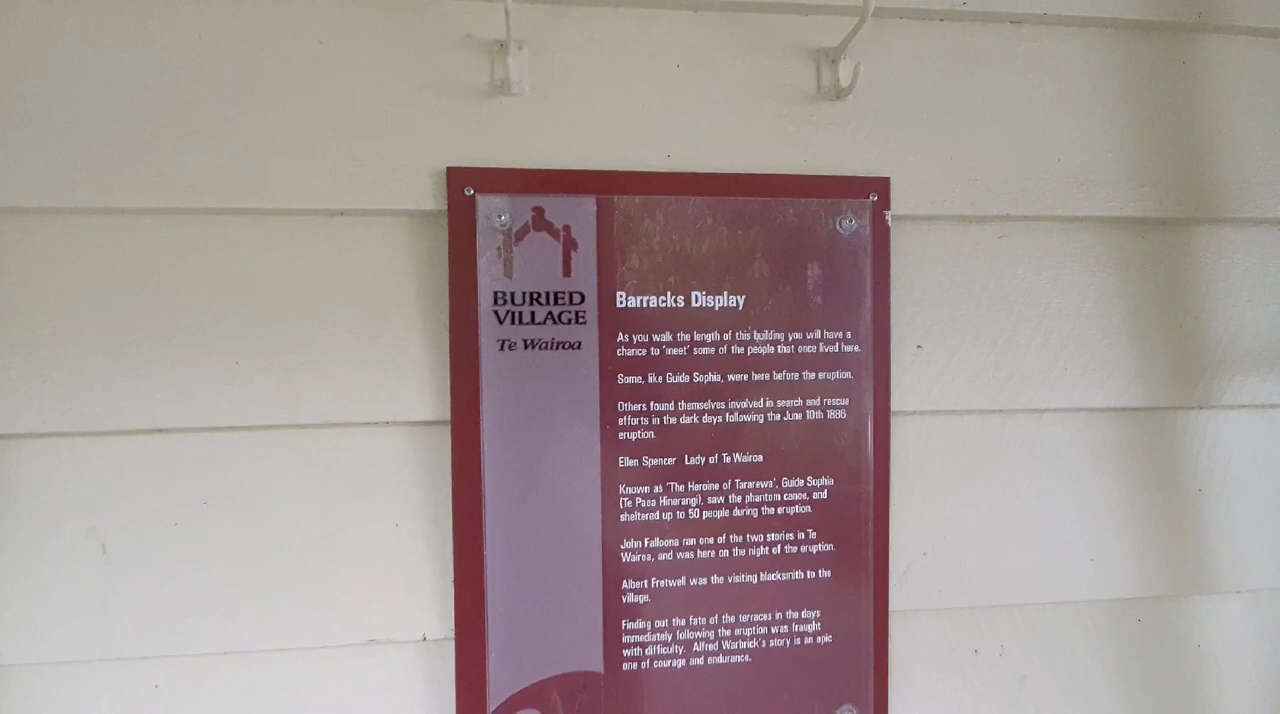 BURIED
VILLAGE
Te Wairoa
Barracks Display
As you walk the length of this building you will have a
chance to 'meet' some of the people that once lived here.
Some, like Guide Sophia, were here before the eruption.
Others found themselves involved in search and rescue
efforts in the dark days following the June 10th 1886
eruption.
Ellen Spencer Lady of Te Wairoa
Known as 'The Heroine of Tararewa', Guide Sophia
(Te Paea Hinerangi), saw the phantom canoe, and
sheltered up to 50 people during the eruption.
John Falloona ran one of the two stories in Te
Wairoa, and was here on the night of the eruption.
Albert Fretwell was the visiting blacksmith to the
village.
Finding out the fate of the terraces in the days
immediately following the eruption was fraught
with difficulty. Alfred Warbrick's story is an epic
one of courage and endurance.